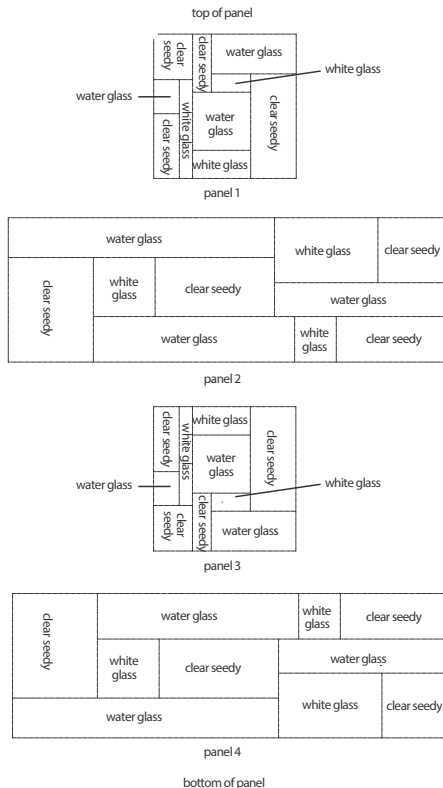 top of panel
clear
seedy
clear seedy
water glass
white glass
water glass
white glass
water
glass
clear seedy
clear seedy
white glass
panel 1
water glass
white
glass
clear seedy
clear seedy
white
glass
clear seedy
water glass
water glass
white
glass
clear seedy
panel 2
clear seedy
white glass
white glass
clear seedy
water
glass
water glass
white glass
clear
seedy
clear seedy
water glass
panel 3
clear seedy
water glass
white
glass
clear seedy
white
glass
clear seedy
water glass
water glass
white glass
clear seedy
panel 4
bottom of panel